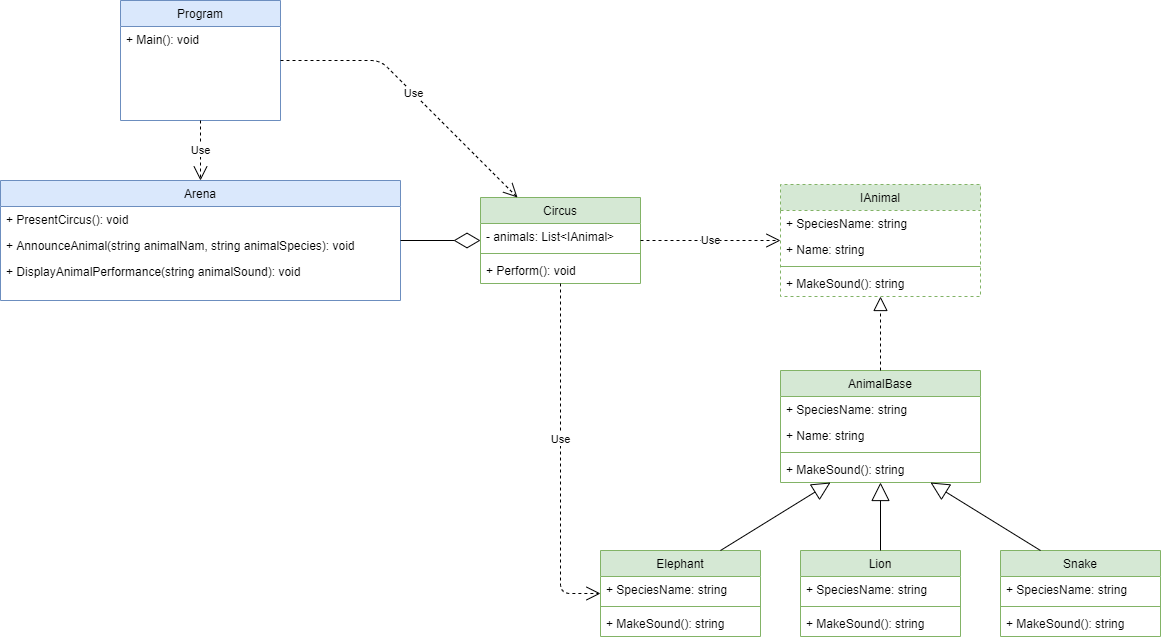 Program
+ Main(): void
Use
Use
Arena
+ PresentCircus(): void
+ AnnounceAnimal(string animalNam, string animalSpecies): void
+ DisplayAnimalPerformance(string animalSound): void
Circus
- animals: List<IAnimal>
+ Perform(): void
Use
IAnimal
+ SpeciesName: string
+ Name: string
+ MakeSound(): string
AnimalBase
+ SpeciesName: string
+ Name: string
+ MakeSound(): string
Use
Elephant
+ SpeciesName: string
+ MakeSound(): string
Lion
+ SpeciesName: string
+ MakeSound(): string
Snake
+ SpeciesName: string
+ MakeSound(): string